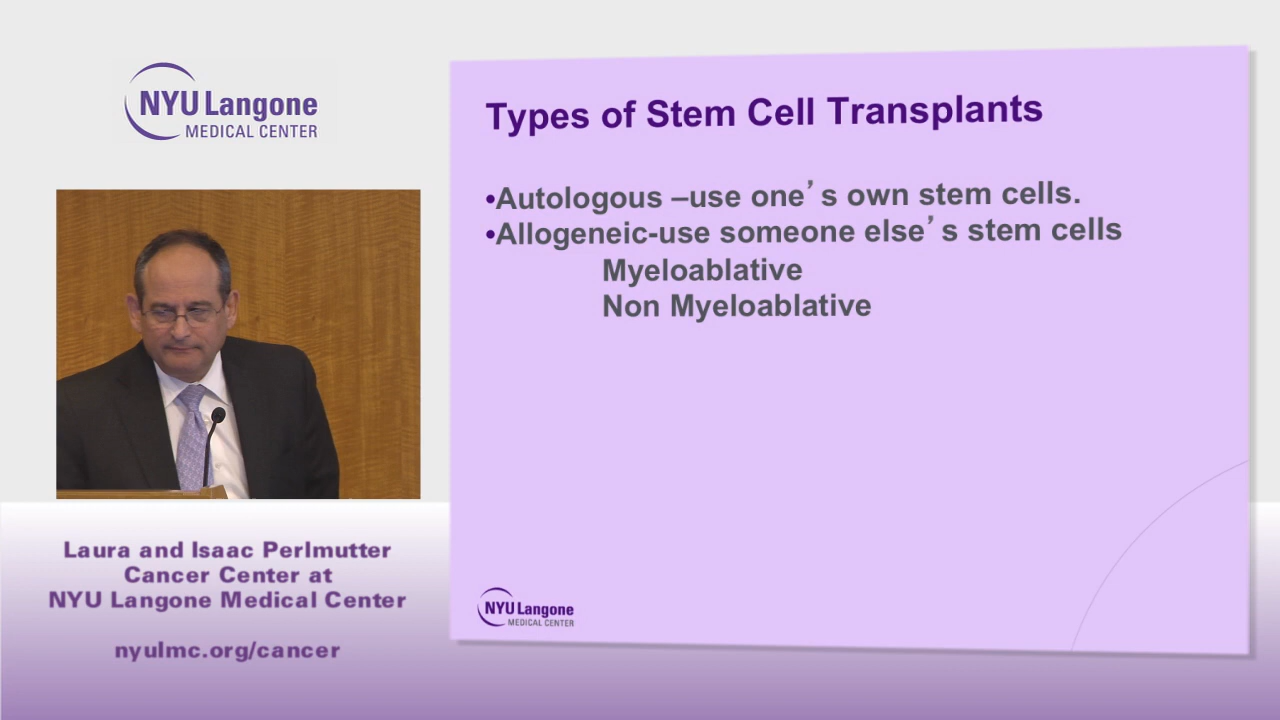 NYU Langone
MEDICAL CENTER
Types of Stem Cell Transplants
•Autologous –use one’s own stem cells.
•Allogeneic-use someone else’s stem cells
Myeloablative
Non Myeloablative
Laura and Isaac Perlmutter
Cancer Center at
NYU Langone Medical Center
nyulmc.org/cancer
NYU Langone
MEDICAL CENTER